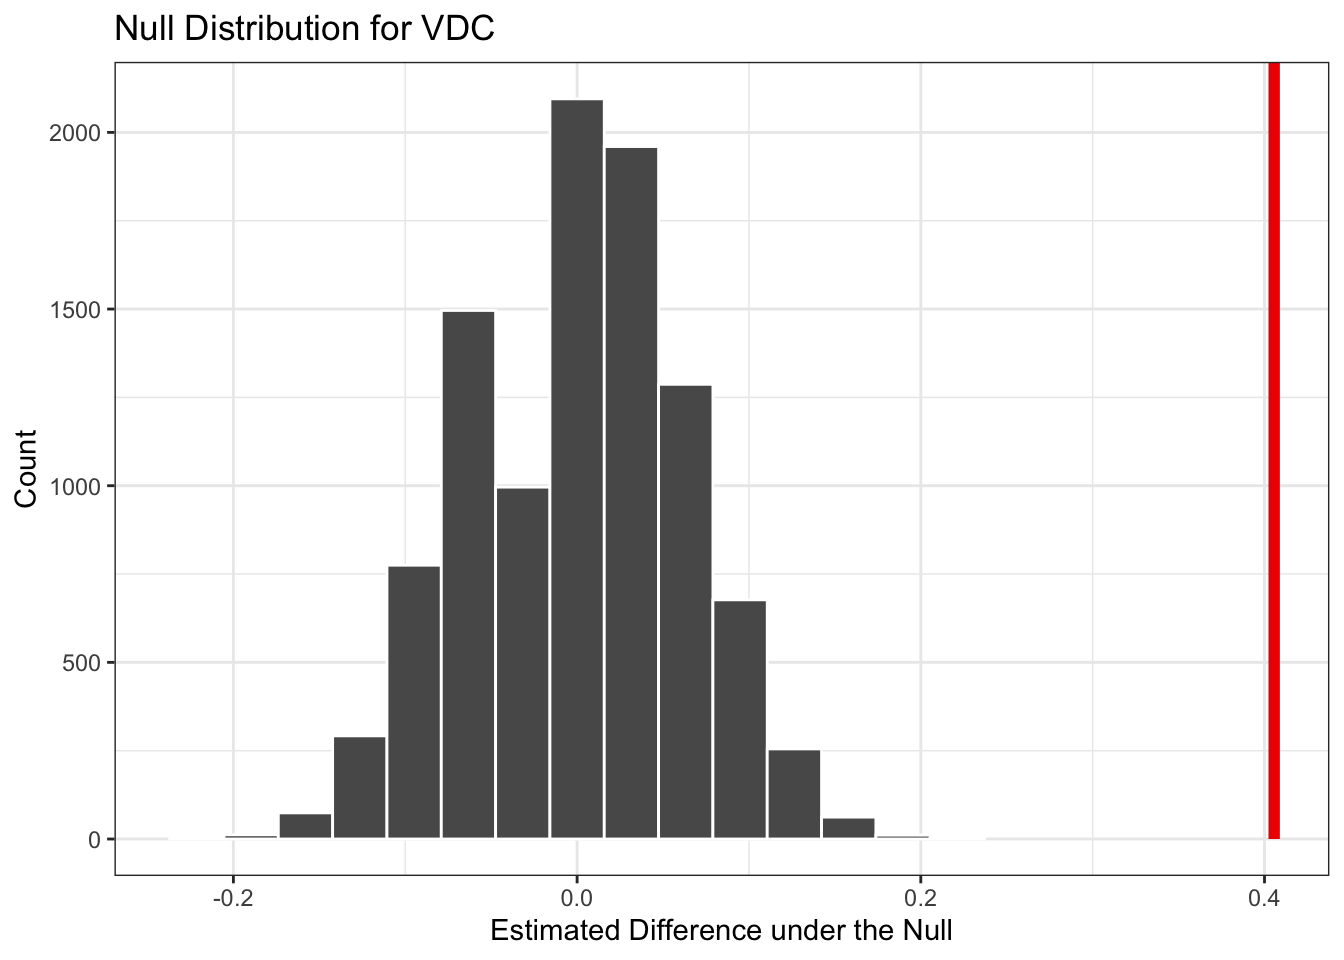 Null Distribution for VDC
2000
1500
1000
500
0
Count
-0.2 0.0 0.2 0.4
Estimated Difference under the Null